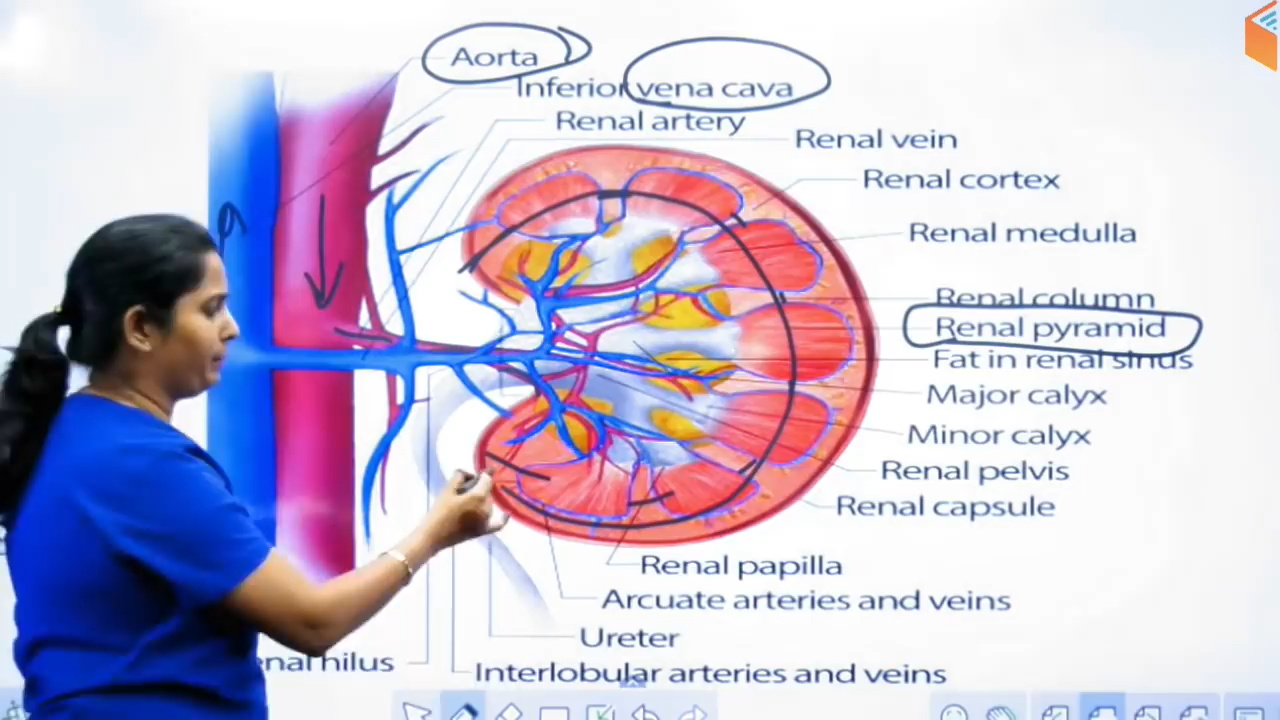 Aorta
Inferior vena cava
Renal artery
Renal vein
Renal cortex
Renal medulla
Renal column
Renal pyramid
Fat in renal sinus
Major calyx
Minor calyx
Renal pelvis
Renal capsule
Renal papilla
Arcuate arteries and veins
Ureter
enal hilus
Interlobular arteries and veins